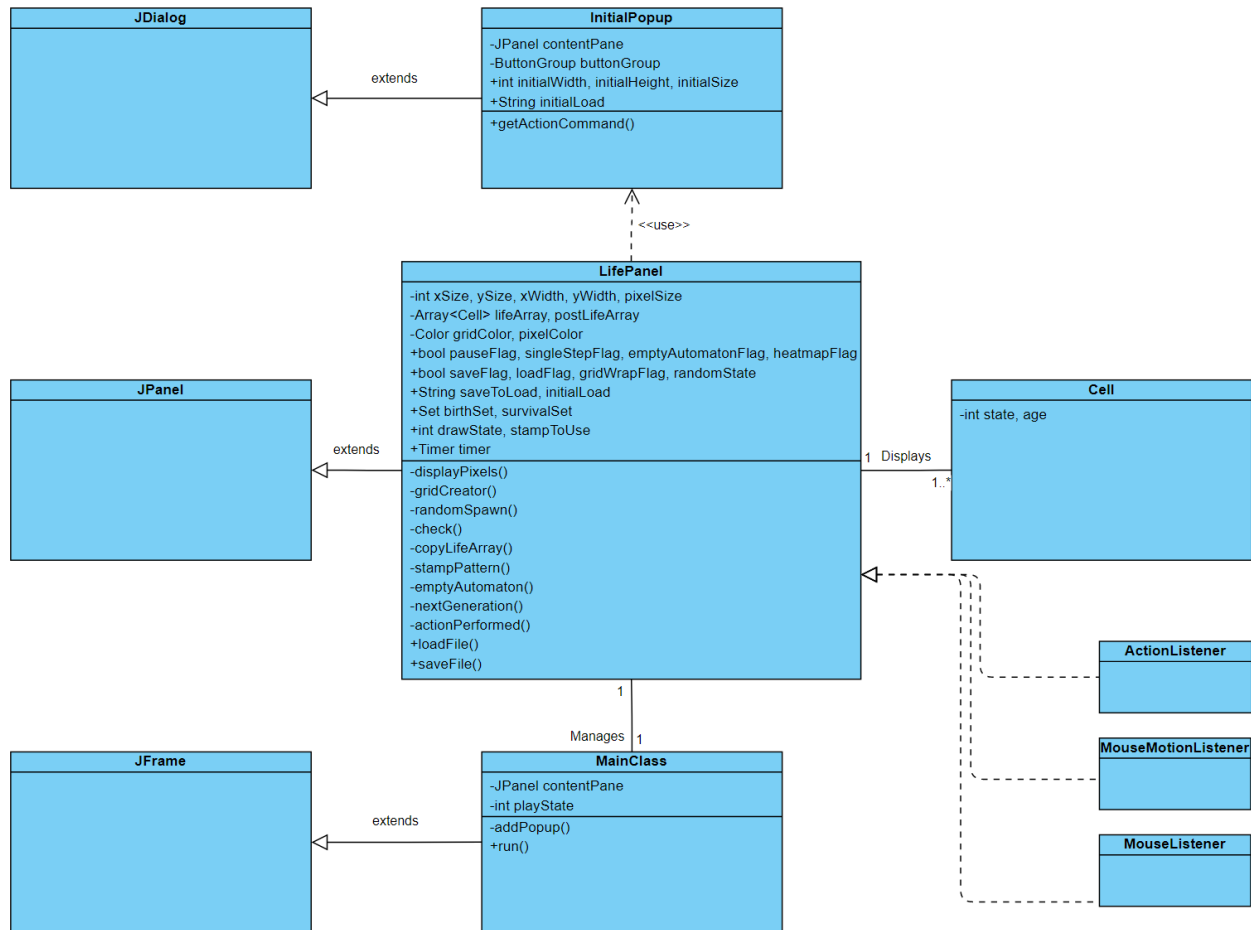 JDialog
InitialPopup
-JPanel contentPane
-ButtonGroup buttonGroup
+int initialWidth, initialHeight, initialSize
+String initialLoad
+getActionCommand()
extends
<<use>>
LifePanel
-int xSize, ySize, xWidth, yWidth, pixelSize
-Array<Cell> lifeArray, postLifeArray
-Color gridColor, pixelColor
+bool pauseFlag, singleStepFlag, emptyAutomatonFlag, heatmapFlag
+bool saveFlag, loadFlag, gridWrapFlag, randomState
+String saveToLoad, initialLoad
+Set birthSet, survivalSet
+int drawState, stampToUse
+Timer timer
-displayPixels()
-gridCreator()
-randomSpawn()
-check()
-copyLifeArray()
-stampPattern()
-emptyAutomaton()
-nextGeneration()
-actionPerformed()
+loadFile()
+saveFile()
JPanel
extends
Cell
-int state, age
1 Displays
1..*
ActionListener
MouseMotionListener
MouseListener
1
Manages 1
JFrame
extends
MainClass
-JPanel contentPane
-int playState
-addPopup()
+run()